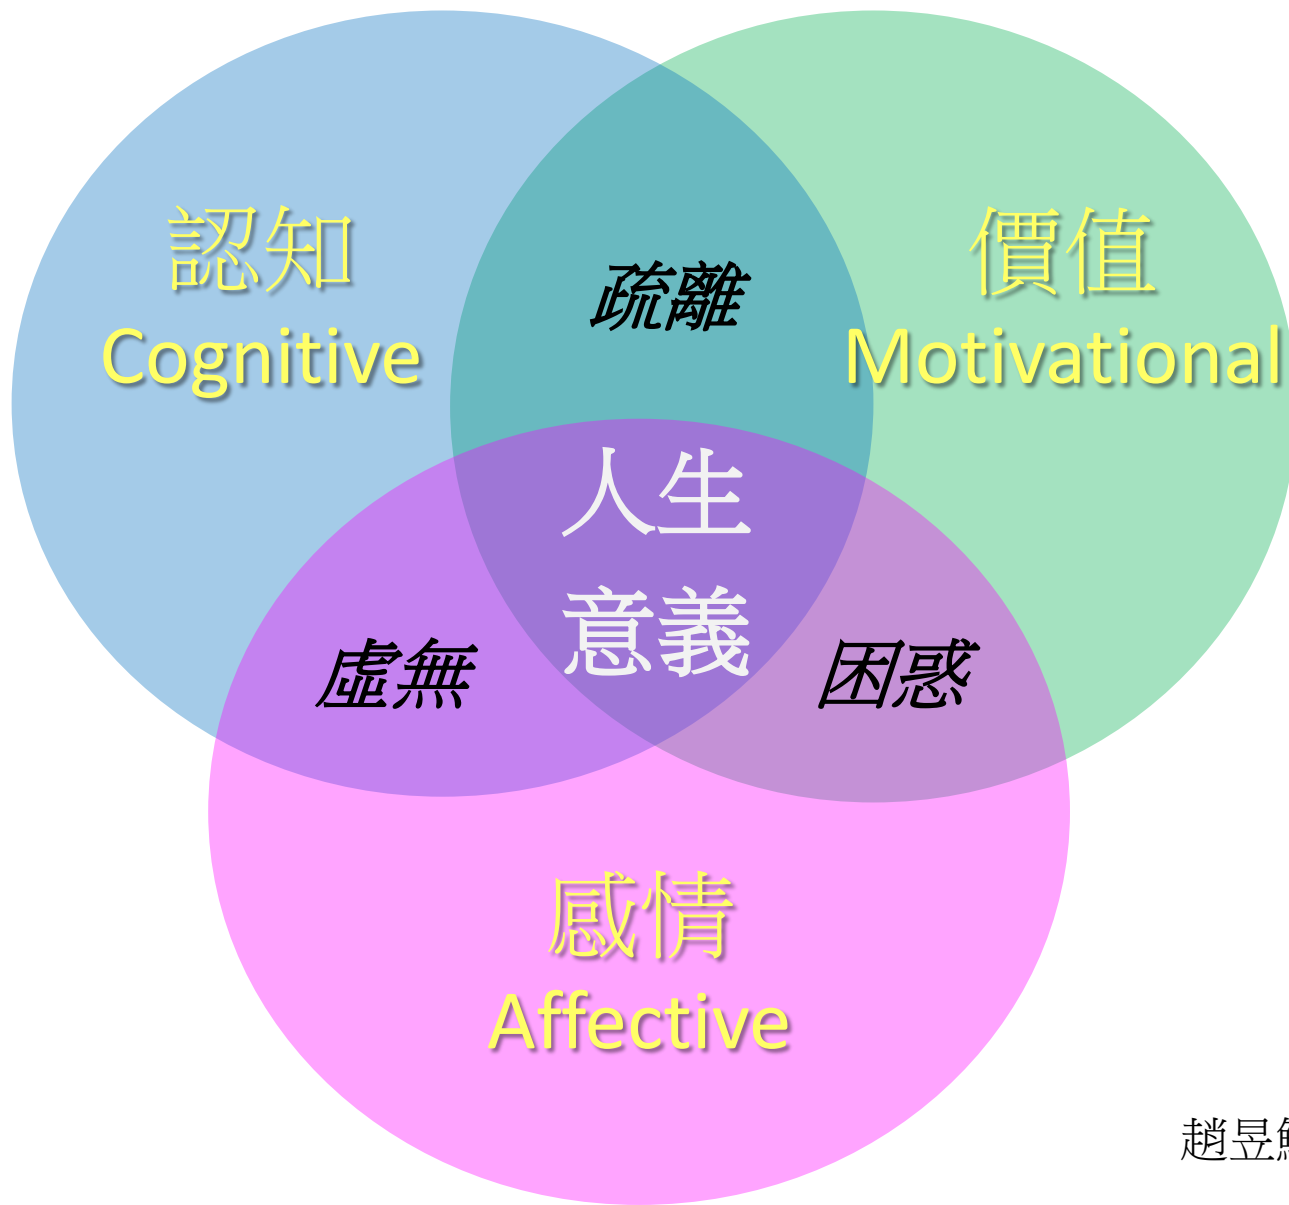 認知
Cognitive
疏離
價值
Motivational
人生
意義
虛無
困惑
感情
Affective
趙昱